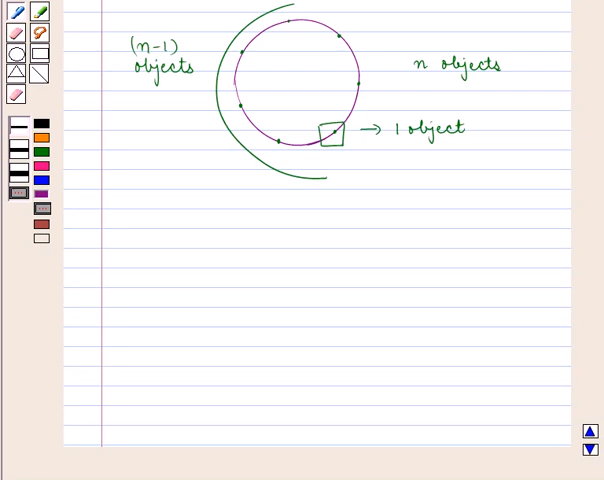 (n-1)
objects
n objects
→ 1 object